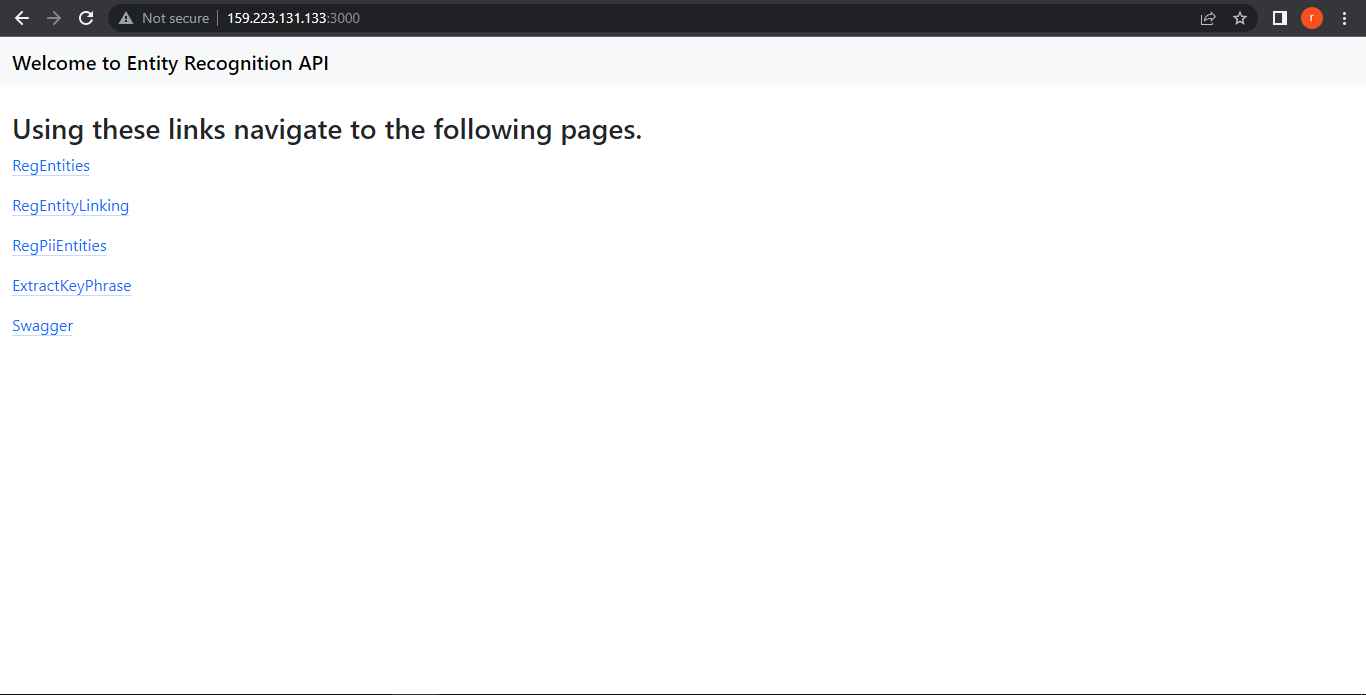 Not secure 159.223.131.133:3000 r
Welcome to Entity Recognition API
Using these links navigate to the following pages.
RegEntities
RegEntityLinking
RegPiiEntities
ExtractKeyPhrase
Swagger